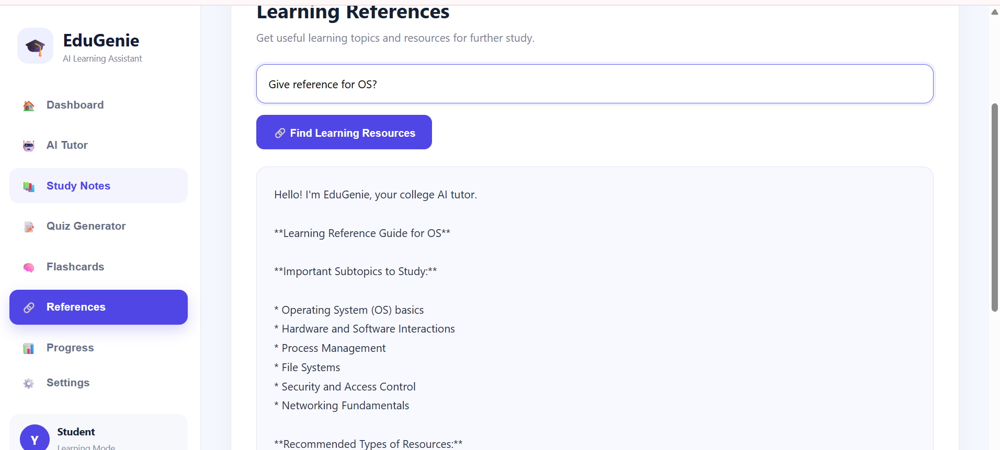 EduGenie
AI Learning Assistant
Dashboard
AI Tutor
Study Notes
Quiz Generator
Flashcards
References
Progress
Settings
Y
Student
Learning Mode
Learning References
Get useful learning topics and resources for further study.
Give reference for OS?
Find Learning Resources
Hello! I'm EduGenie, your college AI tutor.
**Learning Reference Guide for OS**
**Important Subtopics to Study:**
* Operating System (OS) basics
* Hardware and Software Interactions
* Process Management
* File Systems
* Security and Access Control
* Networking Fundamentals
**Recommended Types of Resources:**